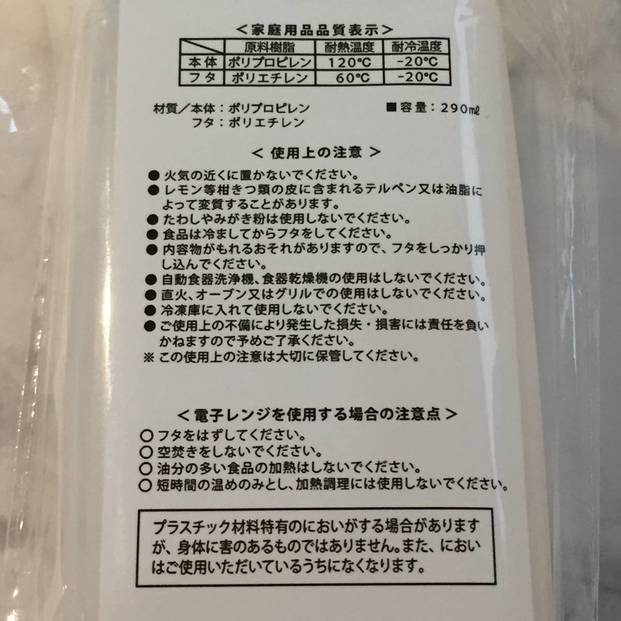 ＜家庭用品品質表示＞
原料樹脂 耐熱温度 耐冷温度
本体 ポリプロピレン 120℃ -20℃
フタ ポリエチレン 60℃ -20℃
材質／本体：ポリプロピレン ■容量：290㎖
フタ：ポリエチレン
＜ 使用上の注意 ＞
●火気の近くに置かないでください。
●レモン等柑きつ類の皮に含まれるテルペン又は油脂に
よって変質することがあります。
●たわしやみがき粉は使用しないでください。
●食品は冷ましてからフタをしてください。
●内容物がもれるおそれがありますので、フタをしっかり押
し込んでください。
●自動食器洗浄機、食器乾燥機の使用はしないでください。
●直火、オーブン又はグリルでの使用はしないでください。
●冷凍庫に入れて使用しないでください。
●ご使用上の不備により発生した損失・損害には責任を負い
かねますので予めご了承ください。
※この使用上の注意は大切に保管してください。
＜電子レンジを使用する場合の注意点＞
○フタをはずしてください。
○空焚きをしないでください。
○油分の多い食品の加熱はしないでください。
○短時間の温めのみとし、加熱調理には使用しないでください。
プラスチック材料特有のにおいがする場合があります
が、身体に害のあるものではありません。また、におい
はご使用いただいているうちになくなります。